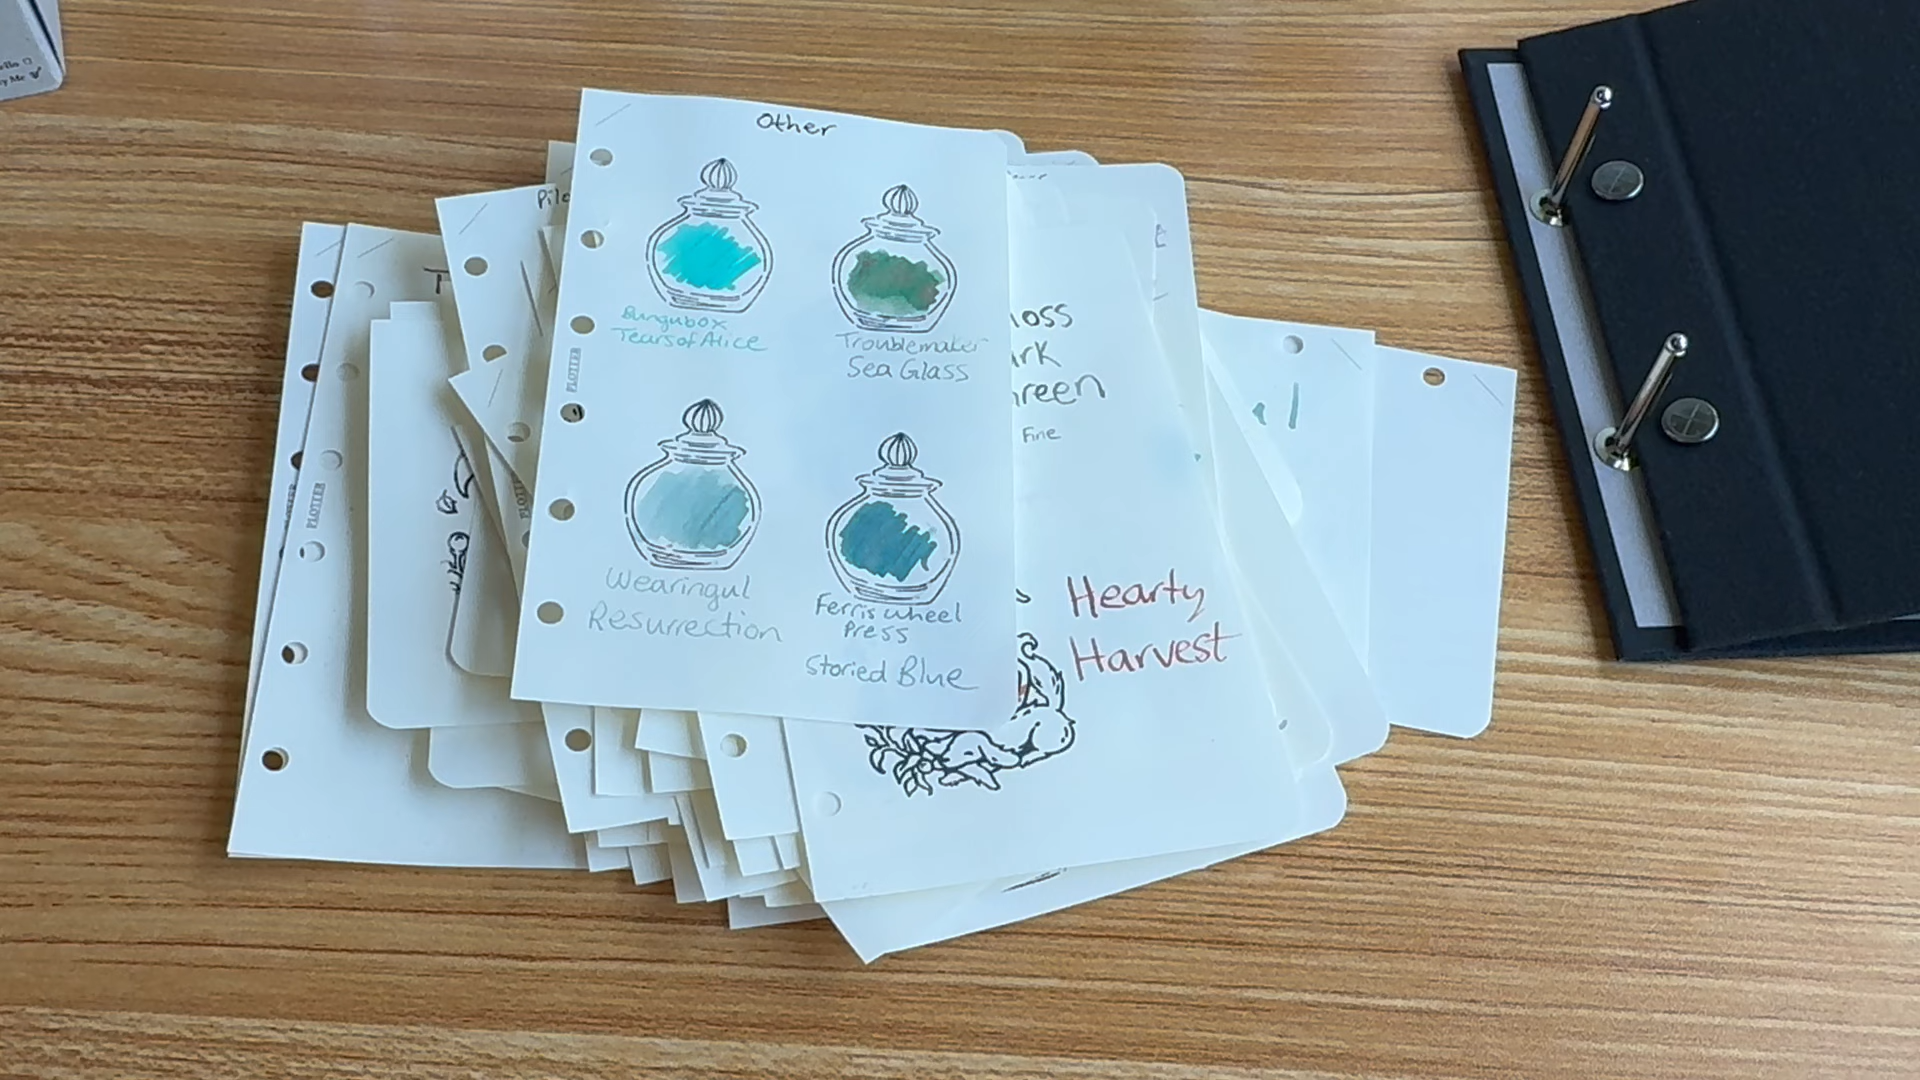 Other
Bungubox
Tears of Alice
Troublemaker
Sea Glass
Wearingul
Resurrection
Ferris Wheel
Press
Storied Blue
PLOTTER
PLOTTER
Fine
Hearty
Harvest